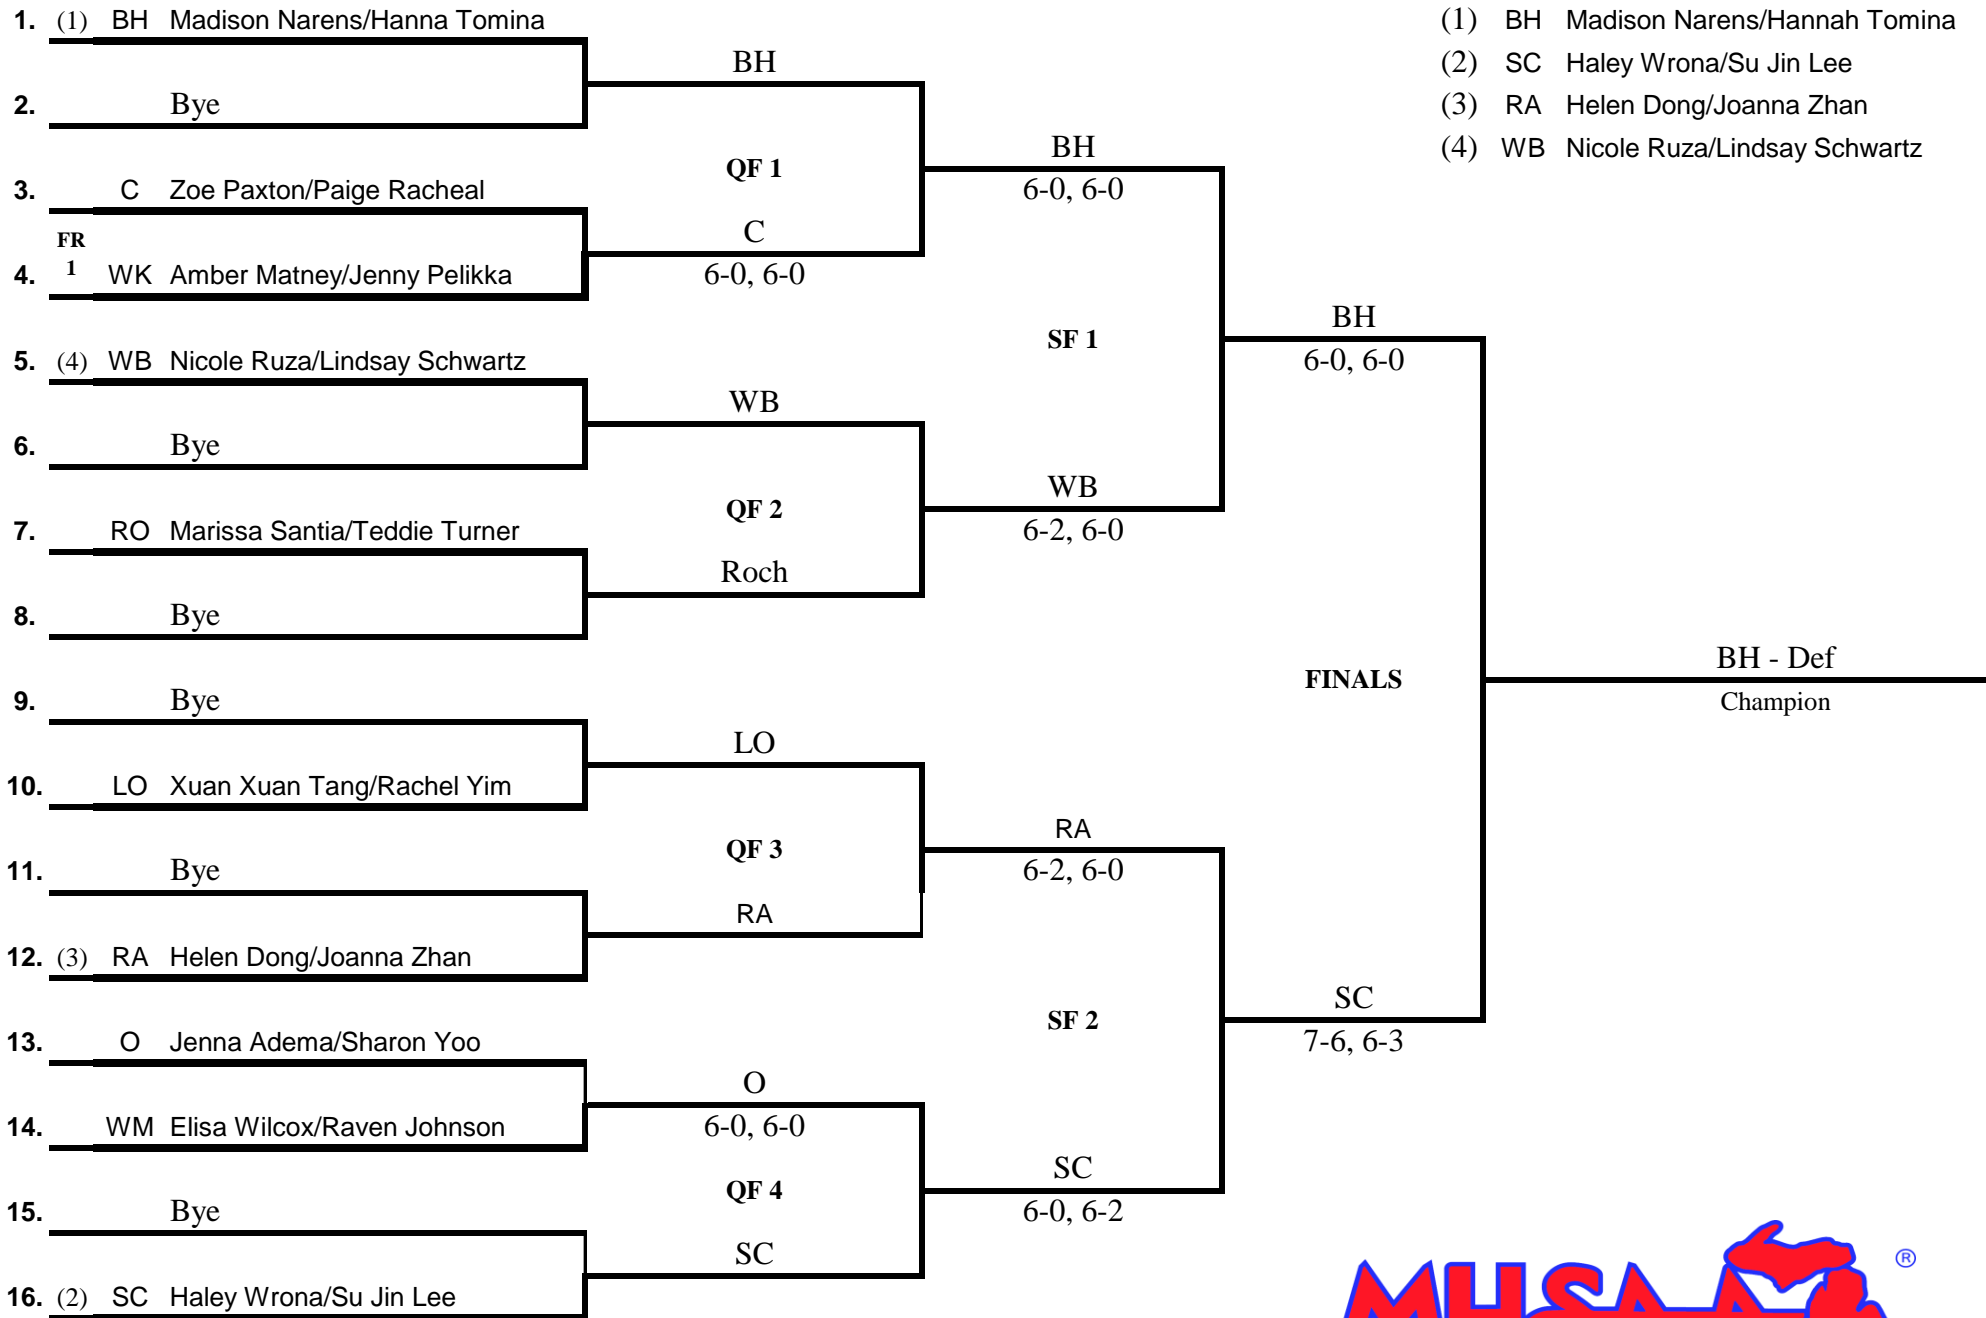 1. (1) BH Madison Narens/Hanna Tomina
(1) BH Madison Narens/Hannah Tomina
BH
(2) SC Haley Wrona/Su Jin Lee
2. Bye
(3) RA Helen Dong/Joanna Zhan
BH
(4) WB Nicole Ruza/Lindsay Schwartz
QF 1
3. C Zoe Paxton/Paige Racheal
6-0, 6-0
C
FR
1
4. WK Amber Matney/Jenny Pelikka
6-0, 6-0
BH
SF 1
5. (4) WB Nicole Ruza/Lindsay Schwartz
6-0, 6-0
WB
6. Bye
WB
QF 2
7. RO Marissa Santia/Teddie Turner
6-2, 6-0
Roch
8. Bye
BH - Def
FINALS
9. Bye
Champion
LO
10. LO Xuan Xuan Tang/Rachel Yim
RA
QF 3
11. Bye
6-2, 6-0
RA
12. (3) RA Helen Dong/Joanna Zhan
SC
SF 2
13. O Jenna Adema/Sharon Yoo
7-6, 6-3
O
14. WM Elisa Wilcox/Raven Johnson
6-0, 6-0
SC
QF 4
15. Bye
6-0, 6-2
SC
16. (2) SC Haley Wrona/Su Jin Lee
MHSAA ®